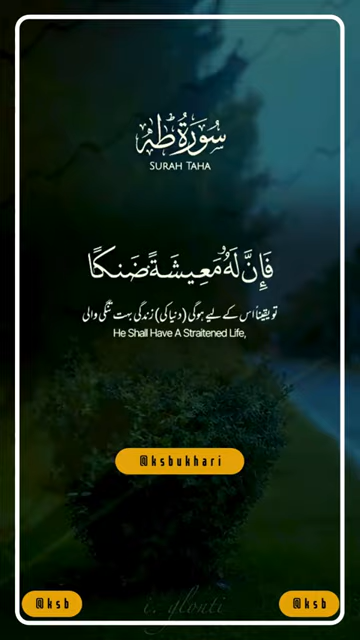 سُورَةُ طٰهٰ
SURAH TAHA
فَإِنَّ لَهُۥ مَعِيشَةً ضَنكًا
تو یقیناً اس کے لیے ہوگی (دنیا کی) زندگی بہت تنگی والی
He Shall Have A Straitened Life,
@ksbukhari
@ksb
i. ylonti
@ksb